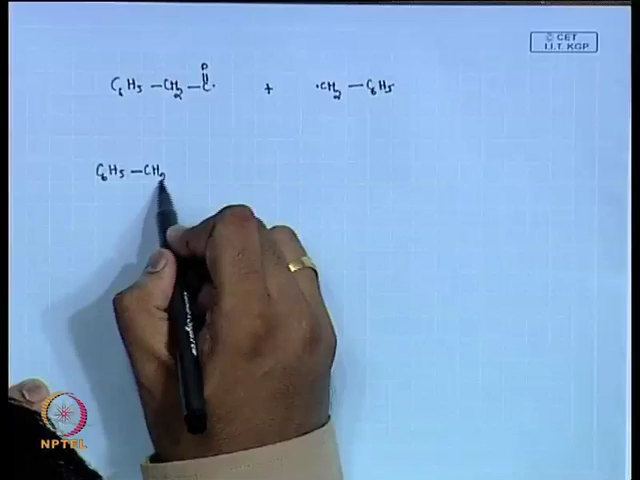 © CET
I.I.T. KGP
O
C₆H₅ — CH₂ — C· + ·CH₂ — C₆H₅
C₆H₅ — CH₂
NPTEL